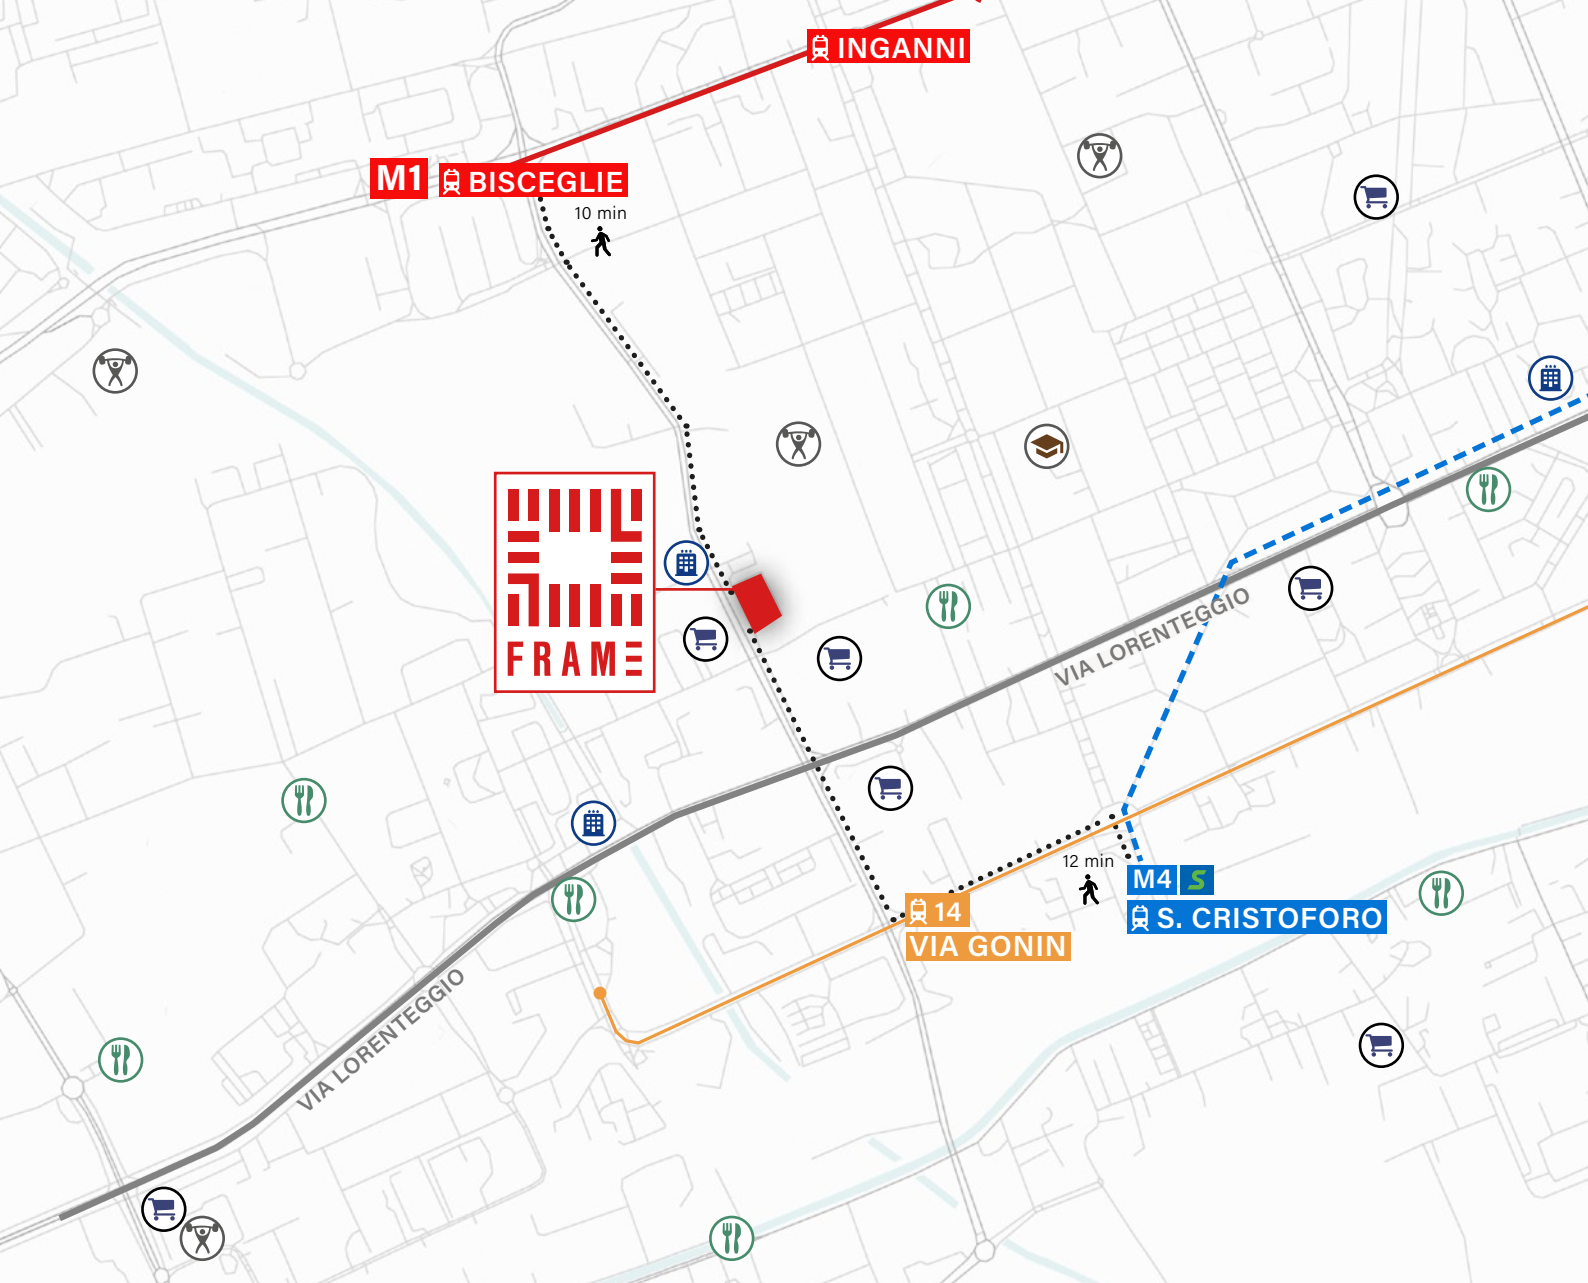 INGANNI
M1 BISCEGLIE
10 min
FRAME
VIA LORENTEGGIO
12 min
M4 S
S. CRISTOFORO
14
VIA GONIN
VIA LORENTEGGIO